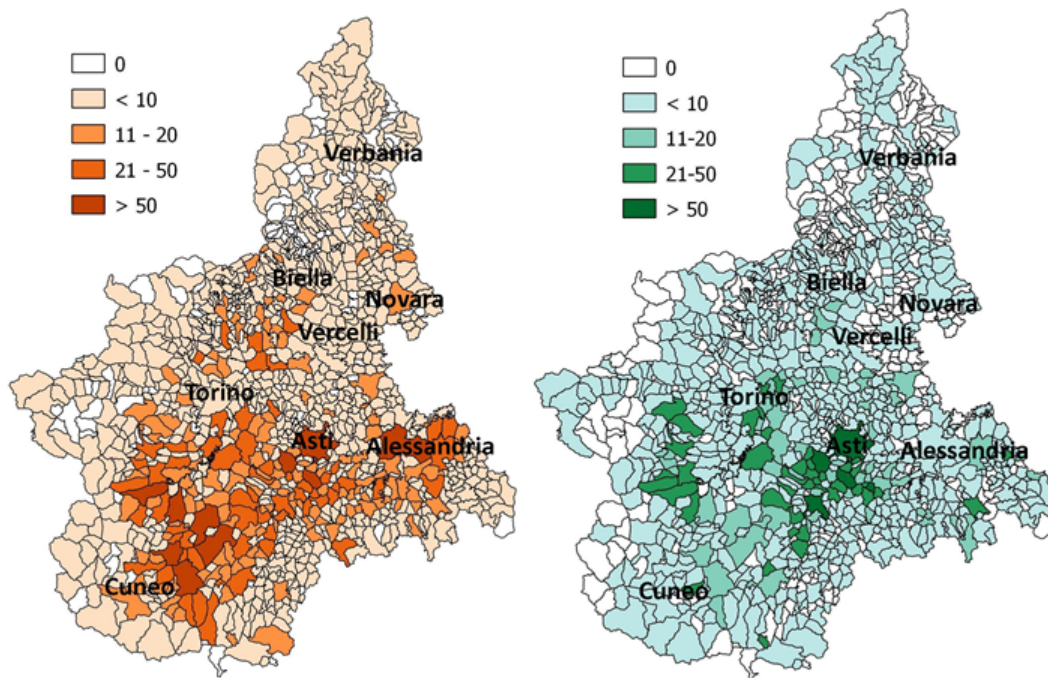 0
< 10
11 - 20
21 - 50
> 50
Verbania
Biella
Novara
Vercelli
Torino
Asti
Alessandria
Cuneo
0
< 10
11-20
21-50
> 50
Verbania
Biella
Novara
Vercelli
Torino
Asti
Alessandria
Cuneo